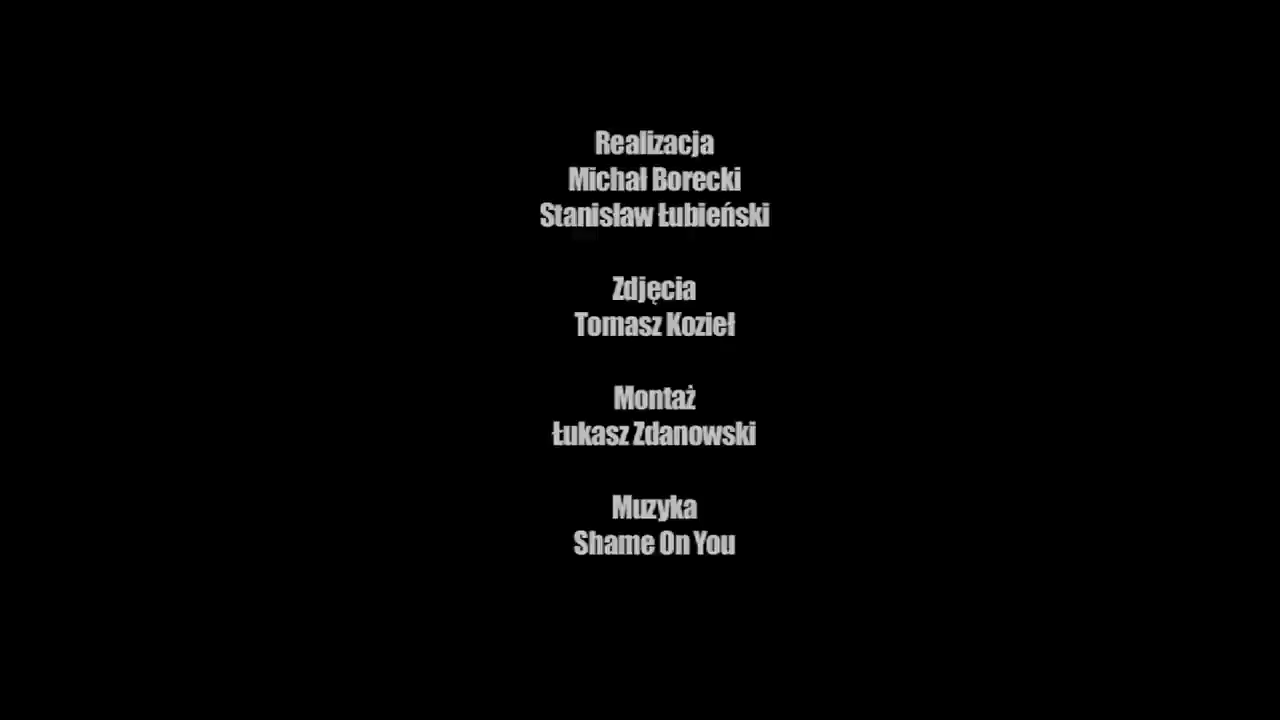 Realizacja
Michał Borecki
Stanisław Łubieński
Zdjęcia
Tomasz Kozieł
Montaż
Łukasz Zdanowski
Muzyka
Shame On You